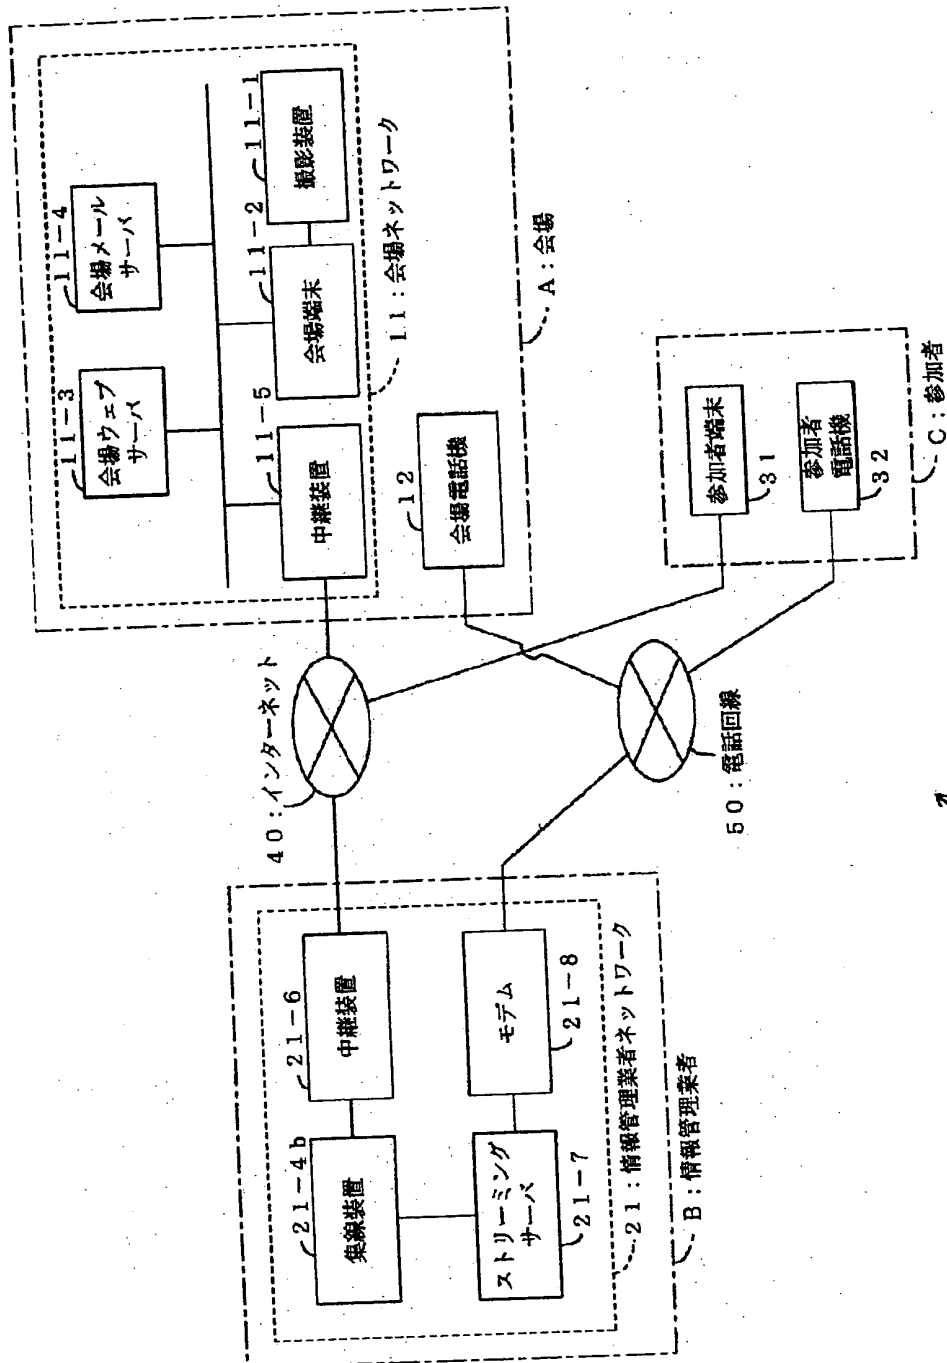 11-4
会場メール
サーバ
11-3
会場ウェブ
サーバ
11-1
撮影装置
11-2
会場端末
11-5
中継装置
11：会場ネットワーク
12
会場電話機
A：会場
40：インターネット
参加者端末
31
参加者
電話機
32
C：参加者
50：電話回線
21-6
中継装置
21-4b
集線装置
モデム
21-8
ストリーミング
サーバ
21-7
21：情報管理業者ネットワーク
B：情報管理業者